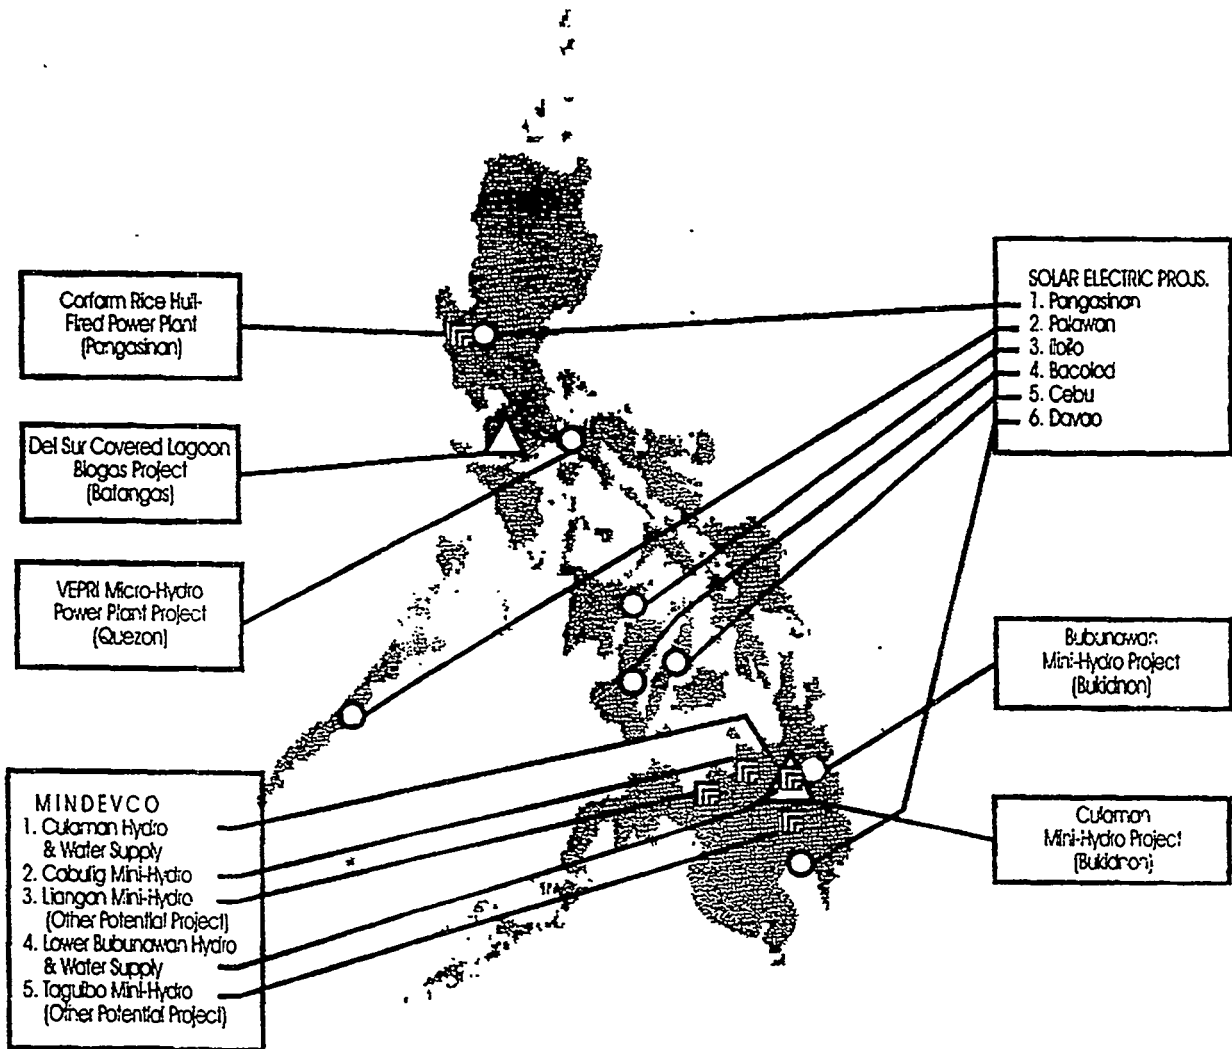 Corfarm Rice Hull-
Fired Power Plant
(Pangasinan)
Del Sur Covered Lagoon
Biogas Project
(Batangas)
VEPRI Micro-Hydro
Power Plant Project
(Quezon)
MINDEVCO
1. Culaman Hydro
& Water Supply
2. Cabulig Mini-Hydro
3. Liangan Mini-Hydro
(Other Potential Project)
4. Lower Bubunawan Hydro
& Water Supply
5. Taguibo Mini-Hydro
(Other Potential Project)
SOLAR ELECTRIC PROJS.
1. Pangasinan
2. Palawan
3. Iloilo
4. Bacolod
5. Cebu
6. Davao
Bubunawan
Mini-Hydro Project
(Bukidnon)
Culaman
Mini-Hydro Project
(Bukidnon)